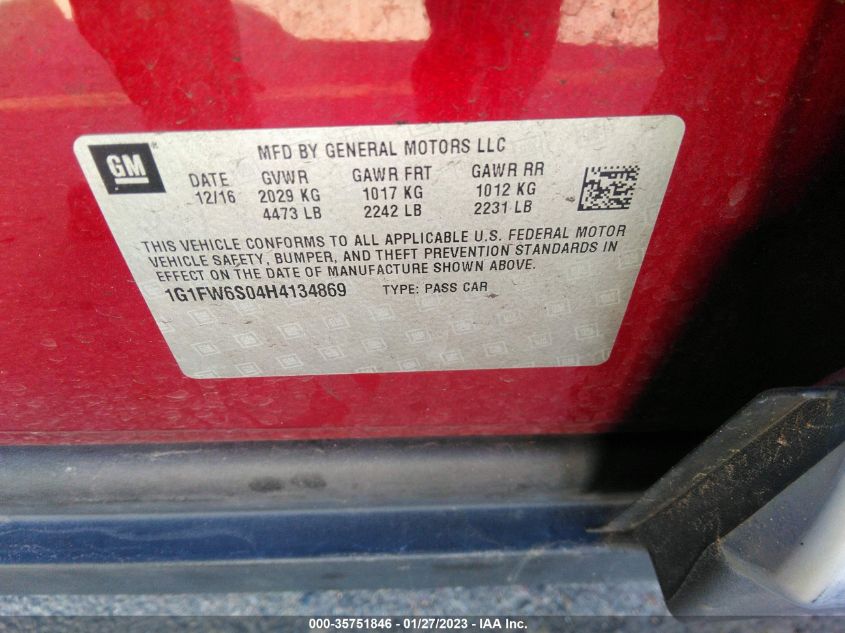 GM
MFD BY GENERAL MOTORS LLC
DATE GVWR GAWR FRT GAWR RR
12/16 2029 KG 1017 KG 1012 KG
4473 LB 2242 LB 2231 LB
THIS VEHICLE CONFORMS TO ALL APPLICABLE U.S. FEDERAL MOTOR
VEHICLE SAFETY, BUMPER, AND THEFT PREVENTION STANDARDS IN
EFFECT ON THE DATE OF MANUFACTURE SHOWN ABOVE.
1G1FW6S04H4134869 TYPE: PASS CAR
000-35751846 - 01/27/2023 - IAA Inc.